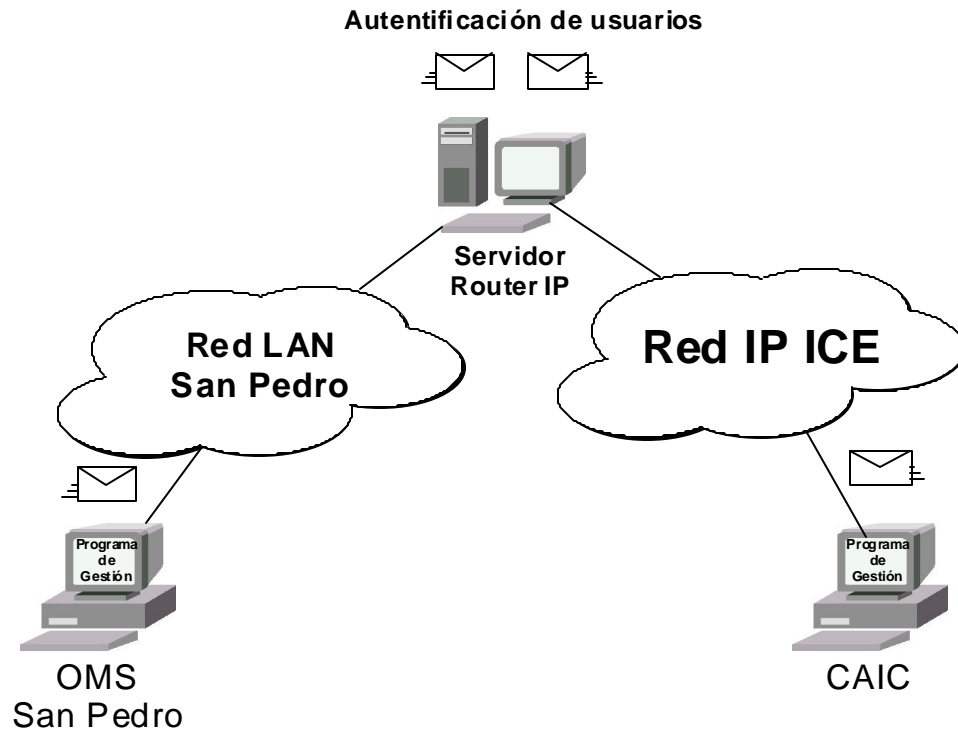 Autentificación de usuarios
Servidor
Router IP
Red LAN
San Pedro
Red IP ICE
Programa
de
Gestión
Programa
de
Gestión
OMS
San Pedro
CAIC